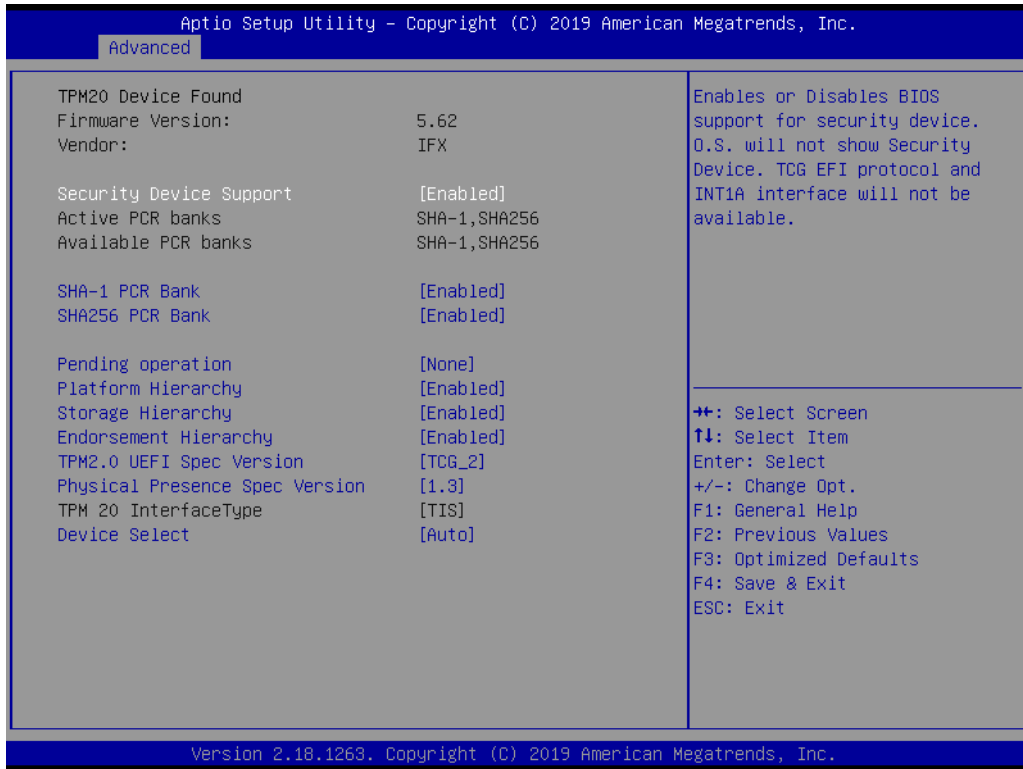 Aptio Setup Utility – Copyright (C) 2019 American Megatrends, Inc.
Advanced
TPM20 Device Found
Firmware Version: 5.62
Vendor: IFX
Security Device Support [Enabled]
Active PCR banks SHA-1,SHA256
Available PCR banks SHA-1,SHA256
SHA-1 PCR Bank [Enabled]
SHA256 PCR Bank [Enabled]
Pending operation [None]
Platform Hierarchy [Enabled]
Storage Hierarchy [Enabled]
Endorsement Hierarchy [Enabled]
TPM2.0 UEFI Spec Version [TCG_2]
Physical Presence Spec Version [1.3]
TPM 20 InterfaceType [TIS]
Device Select [Auto]
Enables or Disables BIOS
support for security device.
O.S. will not show Security
Device. TCG EFI protocol and
INT1A interface will not be
available.
→←: Select Screen
↑↓: Select Item
Enter: Select
+/-: Change Opt.
F1: General Help
F2: Previous Values
F3: Optimized Defaults
F4: Save & Exit
ESC: Exit
Version 2.18.1263. Copyright (C) 2019 American Megatrends, Inc.